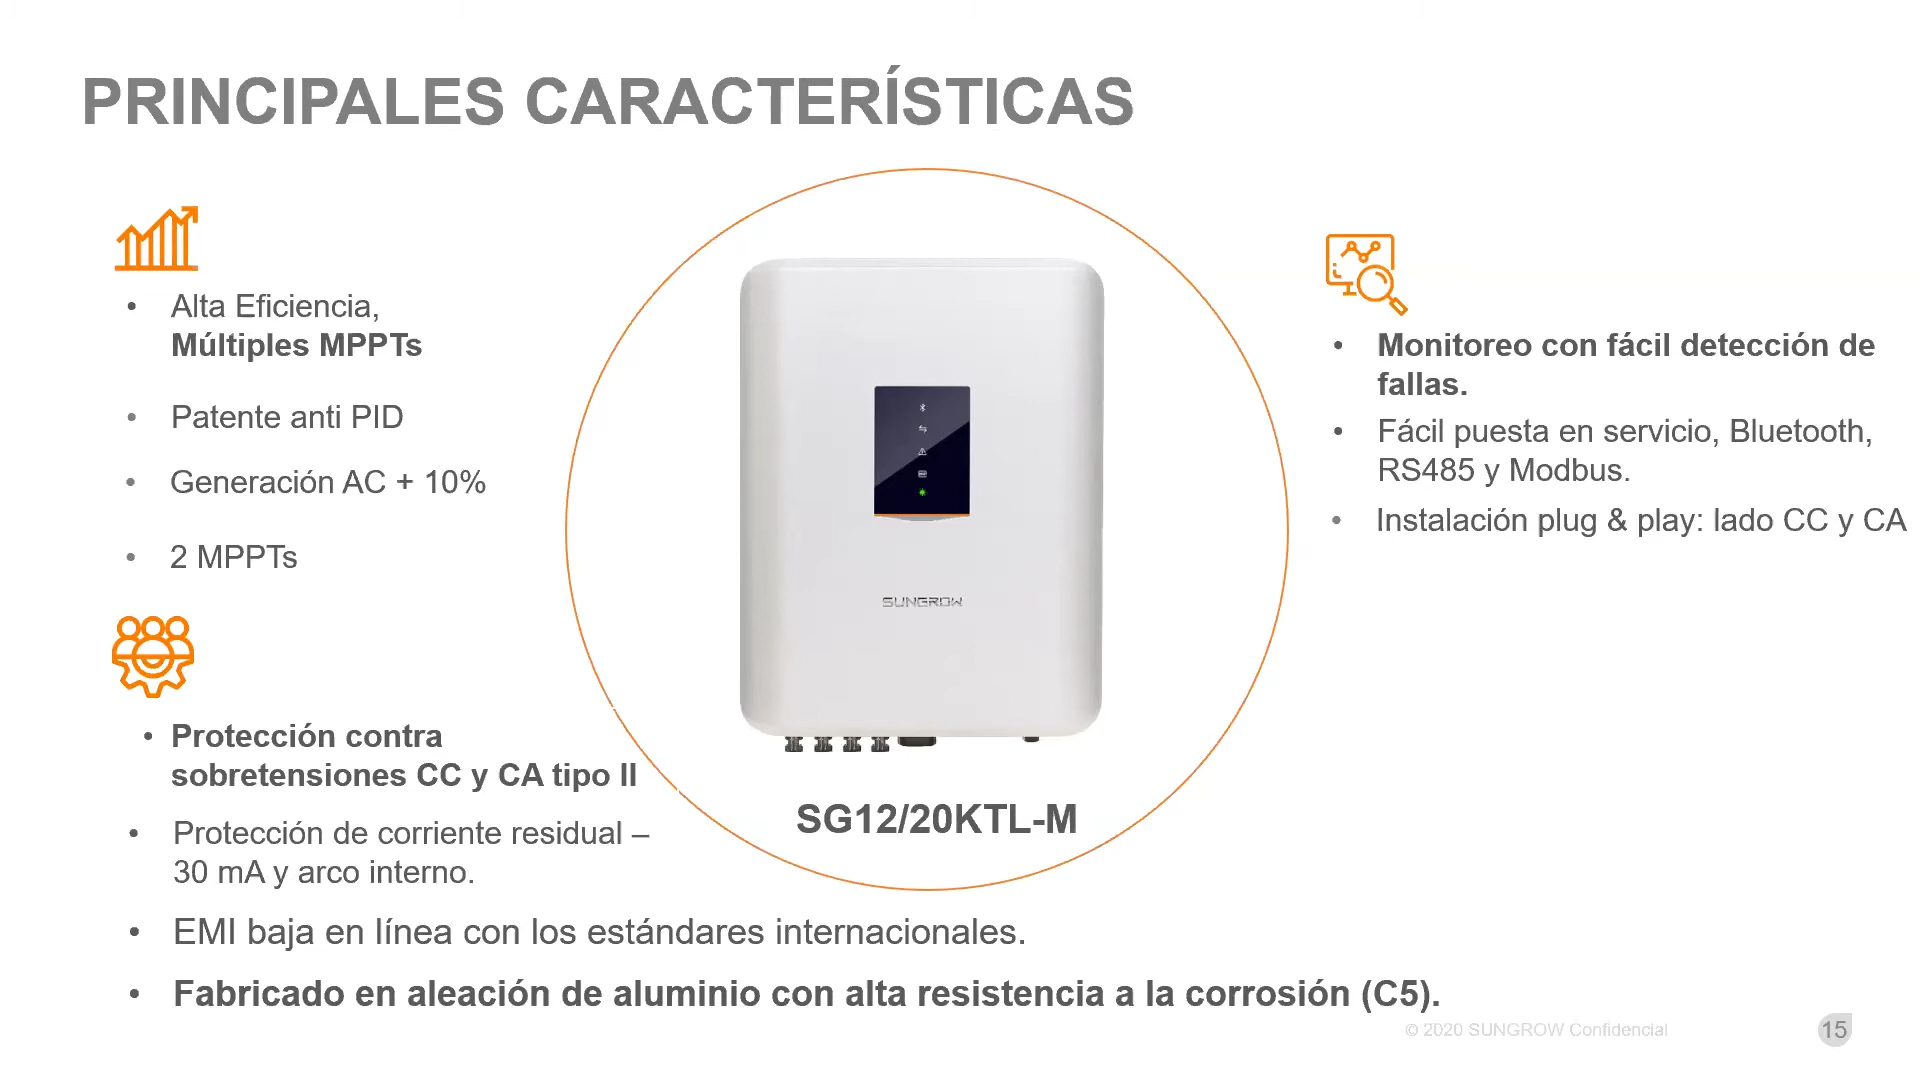 PRINCIPALES CARACTERÍSTICAS
• Alta Eficiencia,
Múltiples MPPTs
• Patente anti PID
• Generación AC + 10%
• 2 MPPTs
• Protección contra
sobretensiones CC y CA tipo II
• Protección de corriente residual –
30 mA y arco interno.
• EMI baja en línea con los estándares internacionales.
• Fabricado en aleación de aluminio con alta resistencia a la corrosión (C5).
SUNGROW
SG12/20KTL-M
• Monitoreo con fácil detección de
fallas.
• Fácil puesta en servicio, Bluetooth,
RS485 y Modbus.
• Instalación plug & play: lado CC y CA
© 2020 SUNGROW Confidencial
15